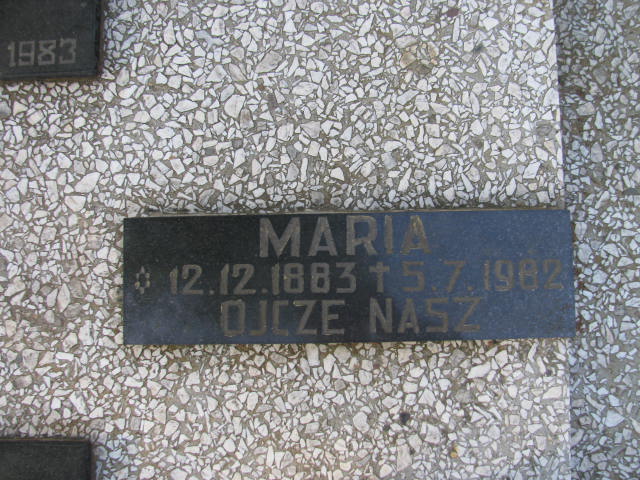 1983
MARIA
✡ 12.12.1883 † 5.7.1982
OJCZE NASZ